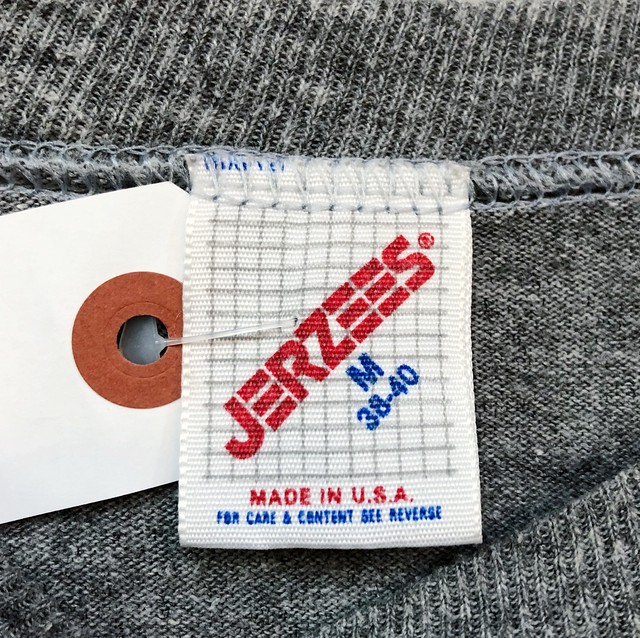 JERZEES®
M
38-40
MADE IN U.S.A.
FOR CARE & CONTENT SEE REVERSE